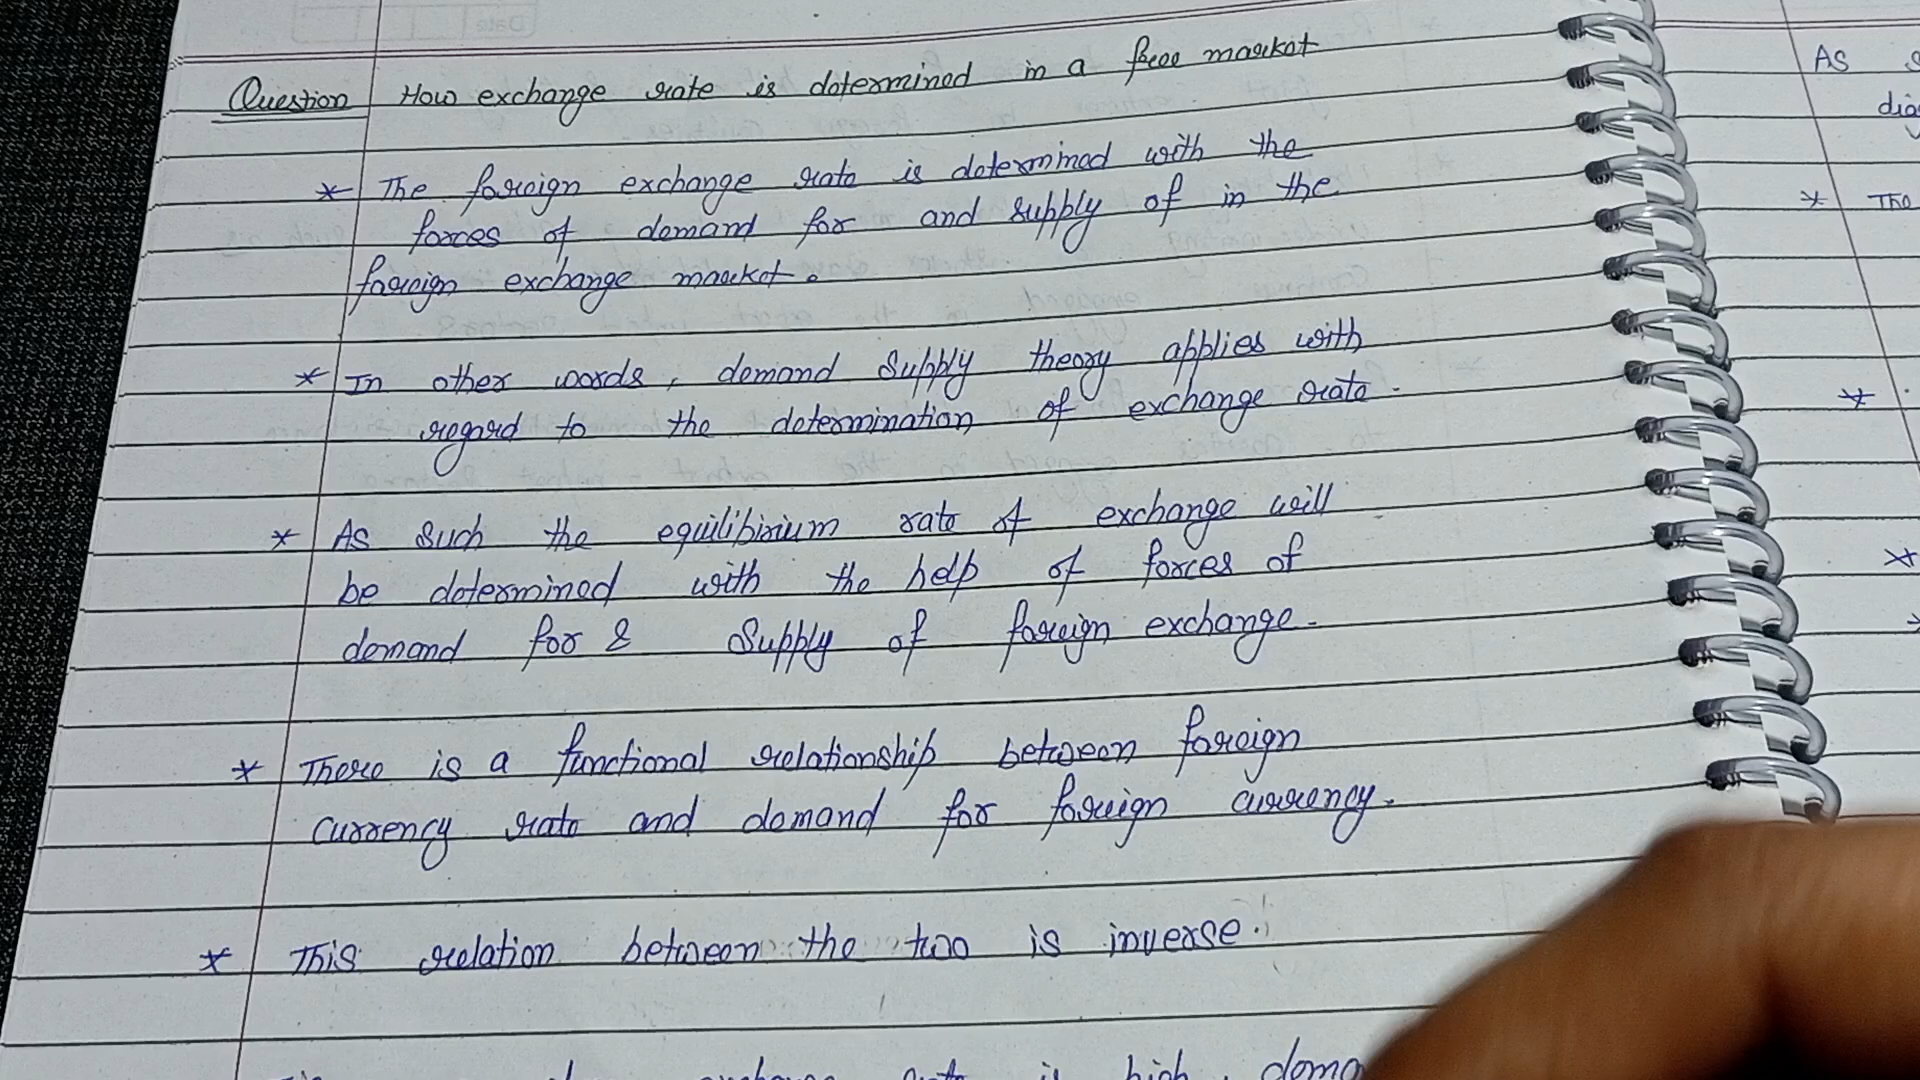 Question How exchange rate is determined in a free market
* The foreign exchange rate is determined with the
forces of demand for and supply of in the
foreign exchange market.
* In other words, demand supply theory applies with
regard to the determination of exchange rate.
* As such the equilibirium rate of exchange will
be determined with the help of forces of
demand for & supply of foreign exchange.
* There is a functional relationship between foreign
currency rate and demand for foreign currency.
* This relation between the two is inverse.
is high,
As
* The
*
*